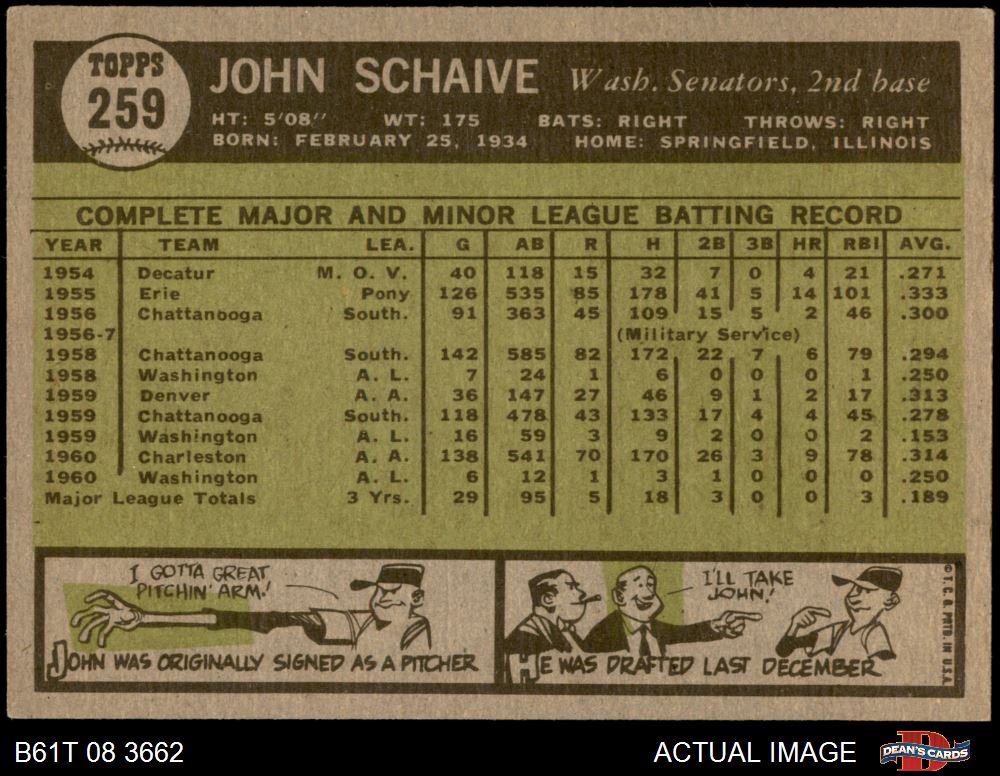 TOPPS
259
JOHN SCHAIVE Wash. Senators, 2nd base
HT: 5'08" WT: 175 BATS: RIGHT THROWS: RIGHT
BORN: FEBRUARY 25, 1934 HOME: SPRINGFIELD, ILLINOIS
COMPLETE MAJOR AND MINOR LEAGUE BATTING RECORD
YEAR TEAM LEA. G AB R H 2B 3B HR RBI AVG.
1954 Decatur M. O. V. 40 118 15 32 7 0 4 21 .271
1955 Erie Pony 126 535 85 178 41 5 14 101 .333
1956 Chattanooga South. 91 363 45 109 15 5 2 46 .300
1956-7 (Military Service)
1958 Chattanooga South. 142 585 82 172 22 7 6 79 .294
1958 Washington A. L. 7 24 1 6 0 0 0 1 .250
1959 Denver A. A. 36 147 27 46 9 1 2 17 .313
1959 Chattanooga South. 118 478 43 133 17 4 4 45 .278
1959 Washington A. L. 16 59 3 9 2 0 0 2 .153
1960 Charleston A. A. 138 541 70 170 26 3 9 78 .314
1960 Washington A. L. 6 12 1 3 1 0 0 0 .250
Major League Totals 3 Yrs. 29 95 5 18 3 0 0 3 .189
I GOTTA GREAT
PITCHIN' ARM!
JOHN WAS ORIGINALLY SIGNED AS A PITCHER
I'LL TAKE
JOHN!
HE WAS DRAFTED LAST DECEMBER
© T. C. G. PRTD. IN U.S.A.
B61T 08 3662 ACTUAL IMAGE DEAN'S CARDS